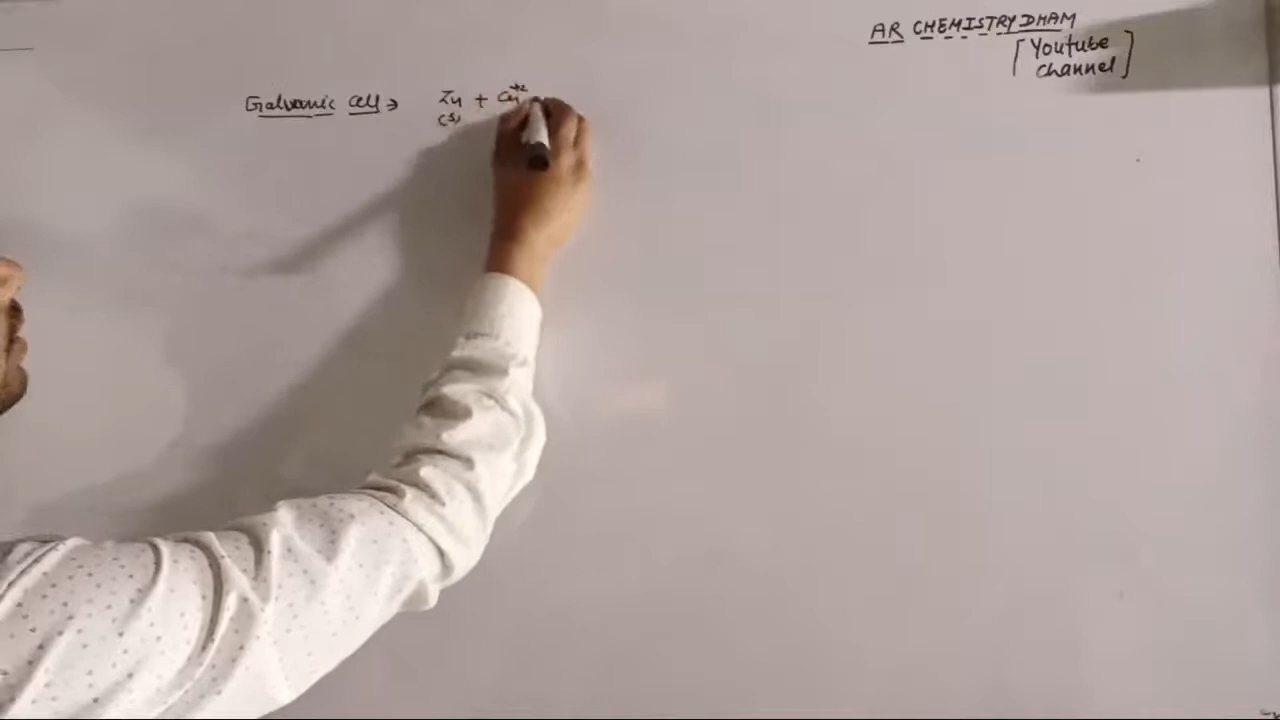 AR CHEMISTRY DHAM
[Youtube
channel]
Galvanic cell → Zn + Cu+2
(s)